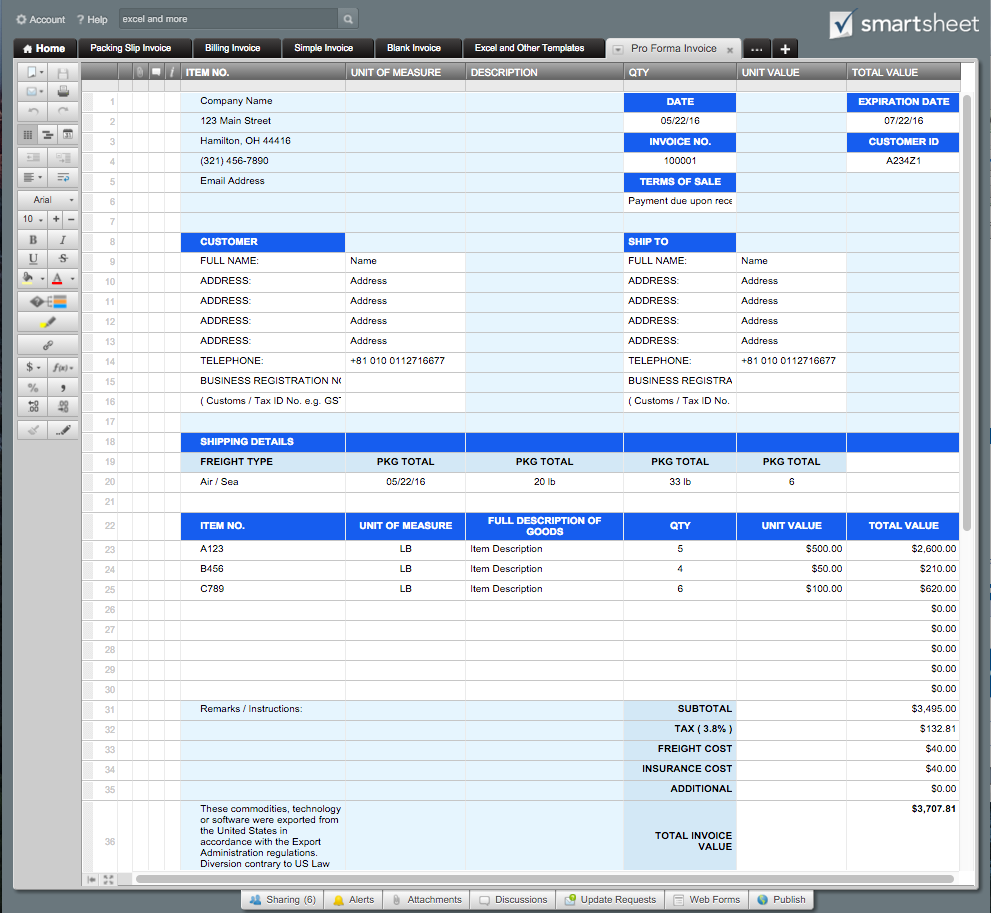 Account ? Help excel and more
smartsheet
Home Packing Slip Invoice Billing Invoice Simple Invoice Blank Invoice Excel and Other Templates Pro Forma Invoice × ... +
ITEM NO. UNIT OF MEASURE DESCRIPTION QTY UNIT VALUE TOTAL VALUE
1 Company Name DATE EXPIRATION DATE
2 123 Main Street 05/22/16 07/22/16
3 Hamilton, OH 44416 INVOICE NO. CUSTOMER ID
4 (321) 456-7890 100001 A234Z1
5 Email Address TERMS OF SALE
6 Payment due upon rece
7
8 CUSTOMER SHIP TO
9 FULL NAME: Name FULL NAME: Name
10 ADDRESS: Address ADDRESS: Address
11 ADDRESS: Address ADDRESS: Address
12 ADDRESS: Address ADDRESS: Address
13 ADDRESS: Address ADDRESS: Address
14 TELEPHONE: +81 010 0112716677 TELEPHONE: +81 010 0112716677
15 BUSINESS REGISTRATION NO BUSINESS REGISTRA
16 ( Customs / Tax ID No. e.g. GST ( Customs / Tax ID No.
17
18 SHIPPING DETAILS
19 FREIGHT TYPE PKG TOTAL PKG TOTAL PKG TOTAL PKG TOTAL
20 Air / Sea 05/22/16 20 lb 33 lb 6
21
22 ITEM NO. UNIT OF MEASURE FULL DESCRIPTION OF GOODS QTY UNIT VALUE TOTAL VALUE
23 A123 LB Item Description 5 $500.00 $2,600.00
24 B456 LB Item Description 4 $50.00 $210.00
25 C789 LB Item Description 6 $100.00 $620.00
26 $0.00
27 $0.00
28 $0.00
29 $0.00
30 $0.00
31 Remarks / Instructions: SUBTOTAL $3,495.00
32 TAX ( 3.8% ) $132.81
33 FREIGHT COST $40.00
34 INSURANCE COST $40.00
35 ADDITIONAL $0.00
36 TOTAL INVOICE VALUE $3,707.81
These commodities, technology
or software were exported from
the United States in
accordance with the Export
Administration regulations.
Diversion contrary to US Law
Arial
10 + −
B I
U S
A
$ f(x)
% ,
Sharing (6) Alerts Attachments Discussions Update Requests Web Forms Publish